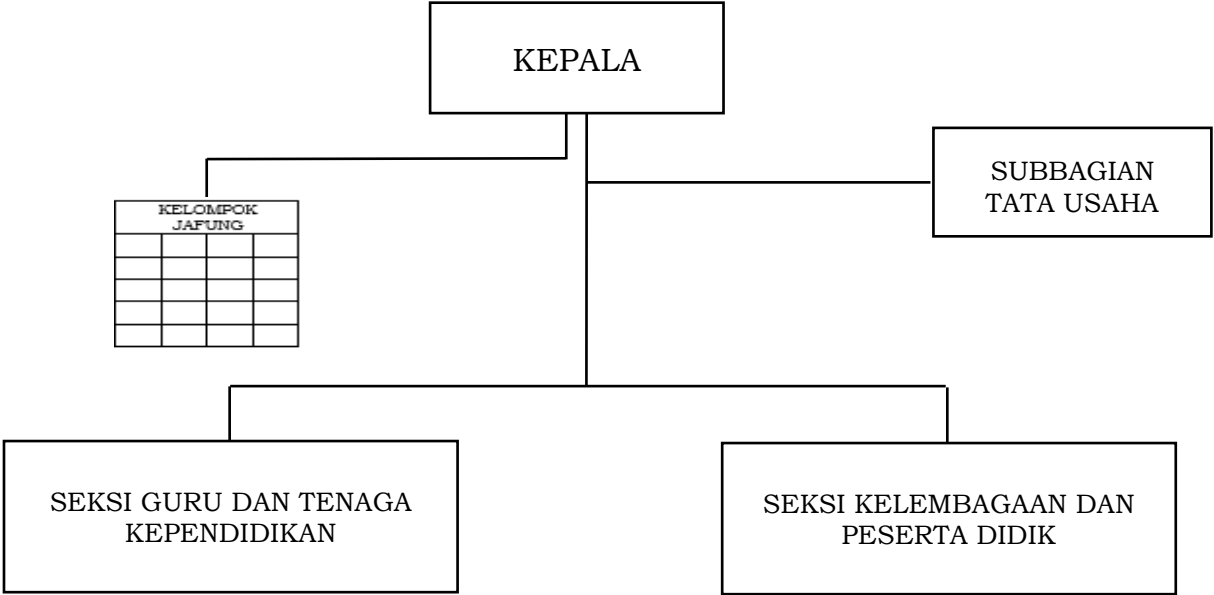 KEPALA
SUBBAGIAN
TATA USAHA
KELOMPOK
JAFUNG
SEKSI GURU DAN TENAGA
KEPENDIDIKAN
SEKSI KELEMBAGAAN DAN
PESERTA DIDIK